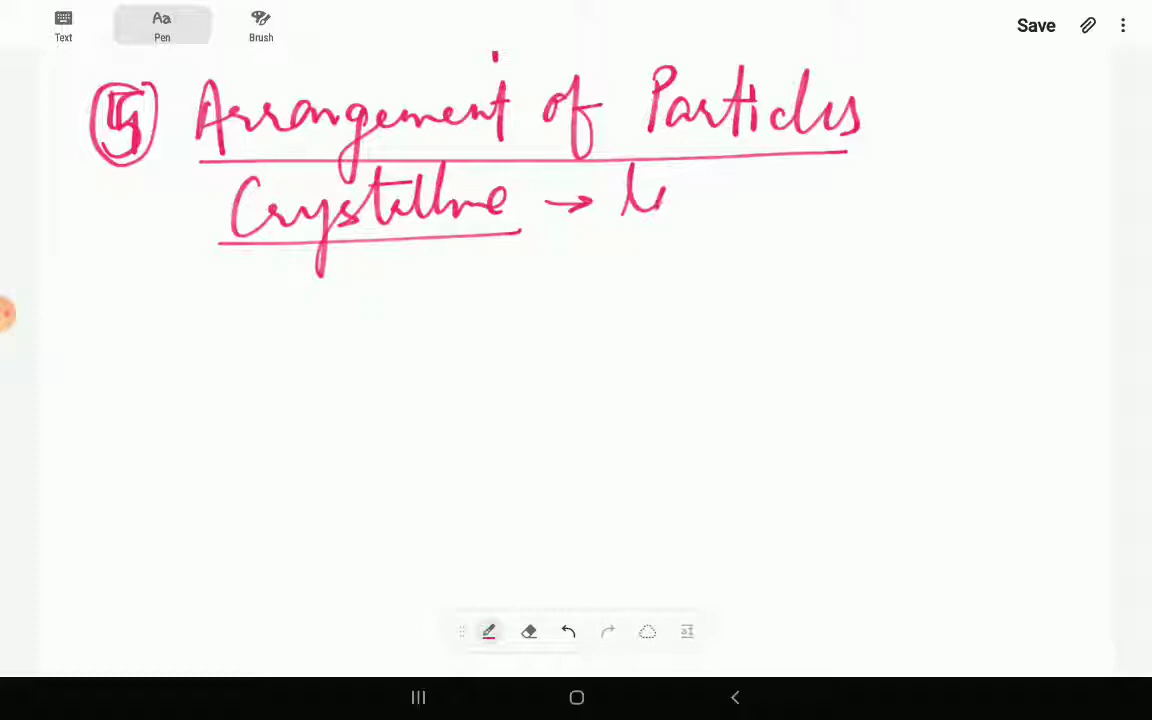 Text Pen Brush Save
5 Arrangement of Particles
Crystalline →